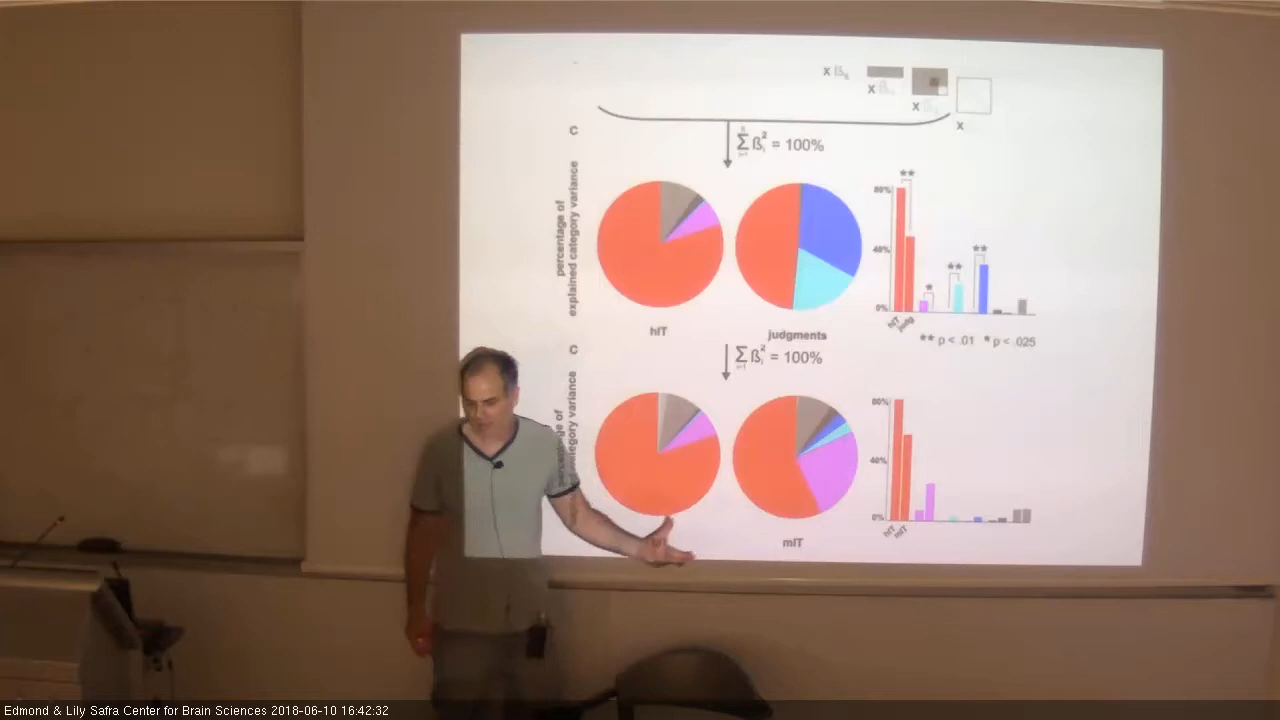 C
Σ ß² = 100%
percentage of
explained category variance
80%
40%
0%
**
*
**
**
hIT
judg
hIT
judgments
** p < .01 * p < .025
C
Σ ß² = 100%
category variance
80%
40%
0%
hIT
mIT
mIT
Edmond & Lily Safra Center for Brain Sciences 2018-06-10 16:42:32